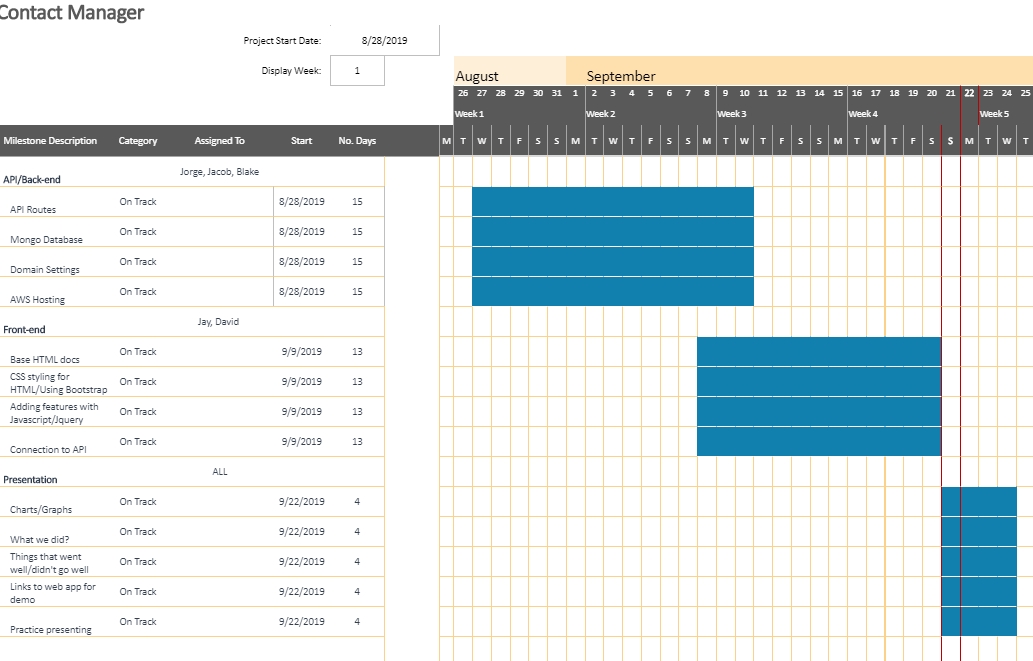 Contact Manager
Project Start Date: 8/28/2019
Display Week: 1
August September
26 27 28 29 30 31 1 2 3 4 5 6 7 8 9 10 11 12 13 14 15 16 17 18 19 20 21 22 23 24 25
Week 1 Week 2 Week 3 Week 4 Week 5
Milestone Description Category Assigned To Start No. Days M T W T F S S M T W T F S S M T W T F S S M T W T F S S M T W T
API/Back-end Jorge, Jacob, Blake
API Routes On Track 8/28/2019 15
Mongo Database On Track 8/28/2019 15
Domain Settings On Track 8/28/2019 15
AWS Hosting On Track 8/28/2019 15
Front-end Jay, David
Base HTML docs On Track 9/9/2019 13
CSS styling for
HTML/Using Bootstrap On Track 9/9/2019 13
Adding features with
Javascript/Jquery On Track 9/9/2019 13
Connection to API On Track 9/9/2019 13
Presentation ALL
Charts/Graphs On Track 9/22/2019 4
What we did? On Track 9/22/2019 4
Things that went
well/didn't go well On Track 9/22/2019 4
Links to web app for
demo On Track 9/22/2019 4
Practice presenting On Track 9/22/2019 4